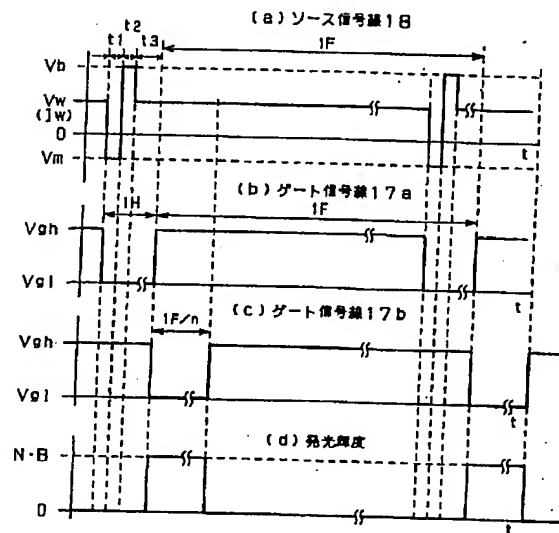 (a)ソース信号線18
t1 t2 t3 1F
Vb
Vw
(Iw)
0
Vm
t
(b)ゲート信号線17a
1H 1F
Vgh
Vgl
t
(c)ゲート信号線17b
1F/n
Vgh
Vgl
t
(d)発光輝度
N·B
0
t